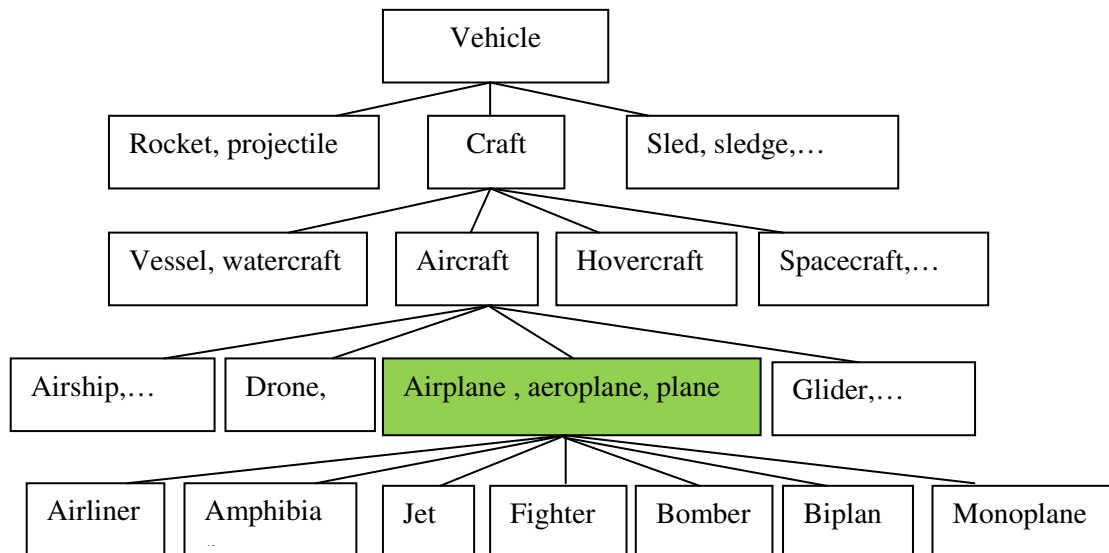 Vehicle
Rocket, projectile
Craft
Sled, sledge,…
Vessel, watercraft
Aircraft
Hovercraft
Spacecraft,…
Airship,…
Drone,
Airplane , aeroplane, plane
Glider,…
Airliner
Amphibia
Jet
Fighter
Bomber
Biplan
Monoplane